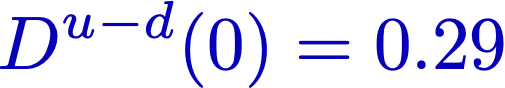 $D^{u-d}(0) = 0.29$